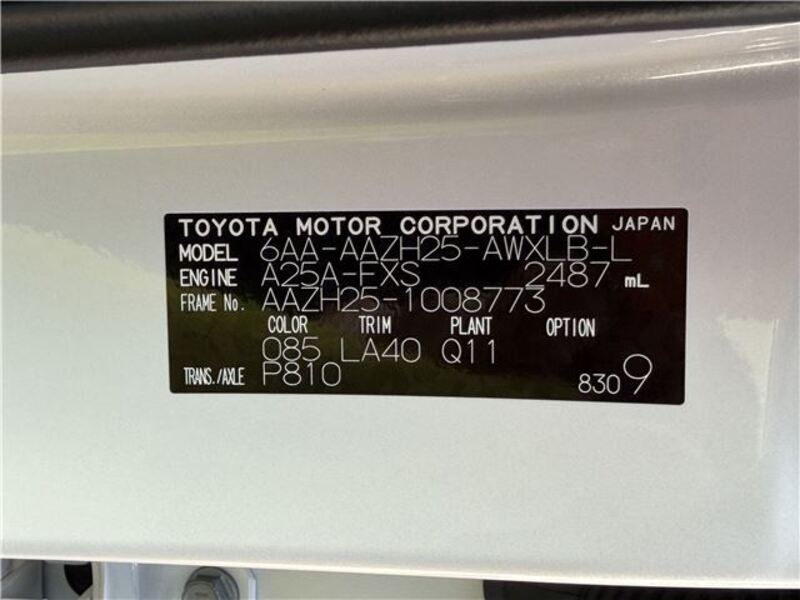 TOYOTA MOTOR CORPORATION JAPAN
MODEL 6AA-AAZH25-AWXLB-L
ENGINE A25A-FXS 2487 mL
FRAME No. AAZH25-1008773
COLOR TRIM PLANT OPTION
085 LA40 Q11
TRANS./AXLE P810 8309